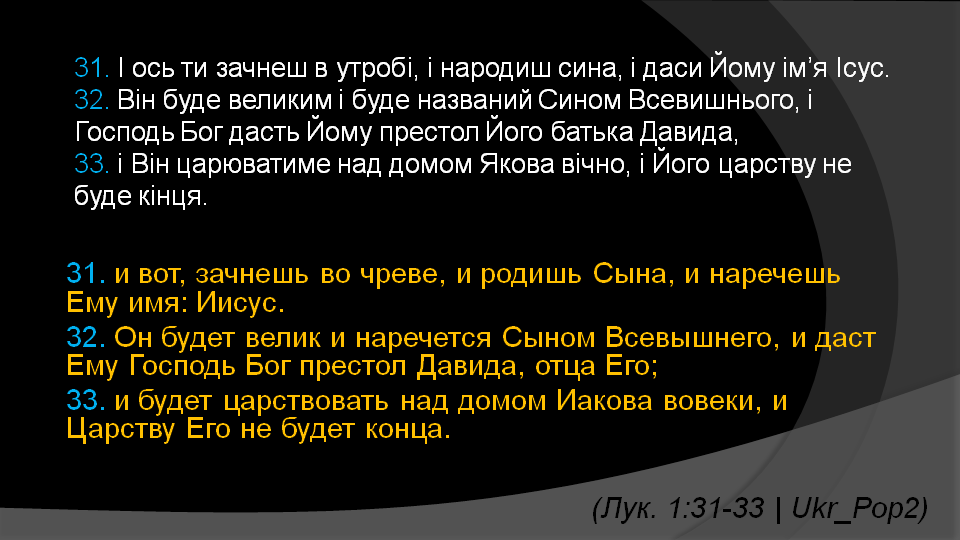 31. І ось ти зачнеш в утробі, і народиш сина, і даси Йому ім’я Ісус.
32. Він буде великим і буде названий Сином Всевишнього, і
Господь Бог дасть Йому престол Його батька Давида,
33. і Він царюватиме над домом Якова вічно, і Його царству не
буде кінця.
31. и вот, зачнешь во чреве, и родишь Сына, и наречешь
Ему имя: Иисус.
32. Он будет велик и наречется Сыном Всевышнего, и даст
Ему Господь Бог престол Давида, отца Его;
33. и будет царствовать над домом Иакова вовеки, и
Царству Его не будет конца.
(Лук. 1:31-33 | Ukr_Pop2)